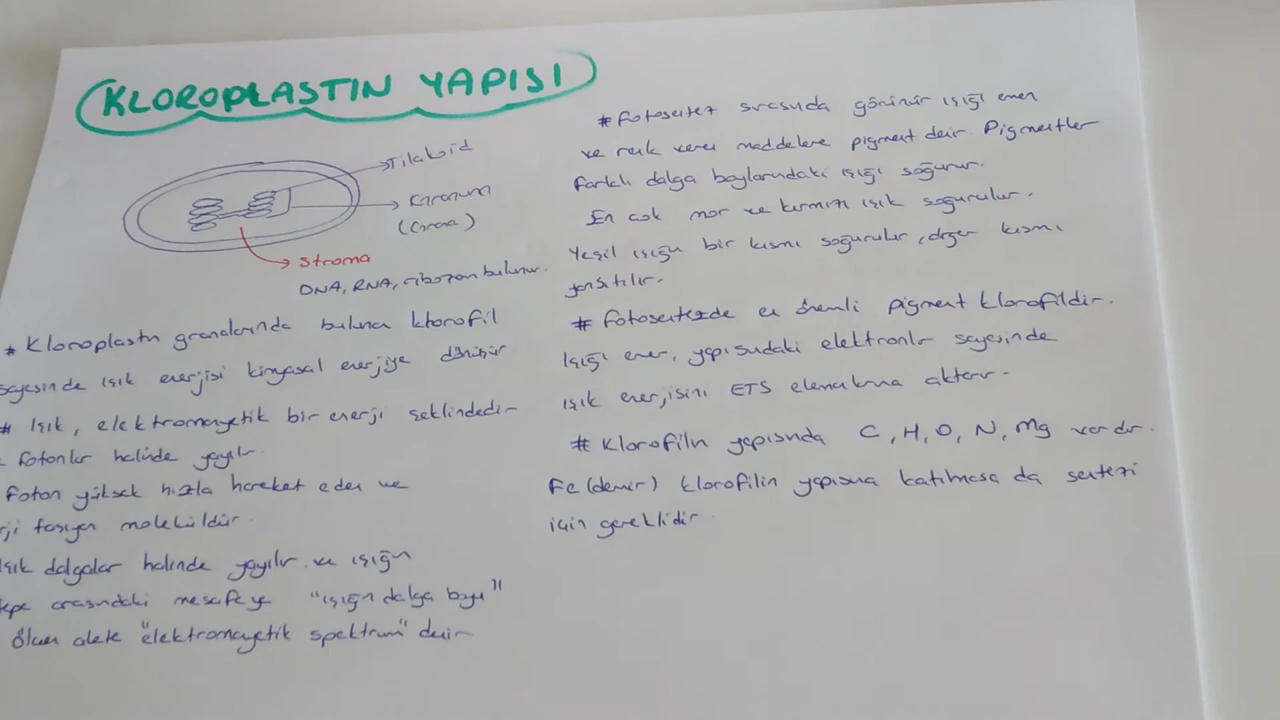 KLOROPLASTIN YAPISI
Tilakoid
Granum
(Grana)
Stroma
DNA, RNA, ribozom bulunur.
* Kloroplastın granalarında buluna klorofil
sayesinde ışık enerjisi kimyasal enerjiye dönüşür
# Işık, elektromanyetik bir enerji şeklindedir
fotonlar halinde yayılır.
Foton yüksek hızla hareket eden ve
taşıyan moleküldür.
dalgalar halinde yayılır ve ışığın
tepe arasındaki mesafeye "ışığın dalga boyu"
ölçen alete "elektromanyetik spektrum" denir
# Fotosentez sırasında görünür ışığı emen
ve renk veren maddelere pigment denir. Pigmentler
farklı dalga boylarındaki ışığı soğurur.
En çok mor ve kırmızı ışık soğurulur.
Yeşil ışığın bir kısmı soğurulur, diğer kısmı
yansıtılır.
# Fotosentezde en önemli pigment klorofildir.
Işığı emer, yapısındaki elektronlar sayesinde
ışık enerjisini ETS elemanlarına aktarır.
# Klorofilin yapısında C, H, O, N, Mg vardır.
Fe (demir) klorofilin yapısına katılmasa da sentezi
için gereklidir.